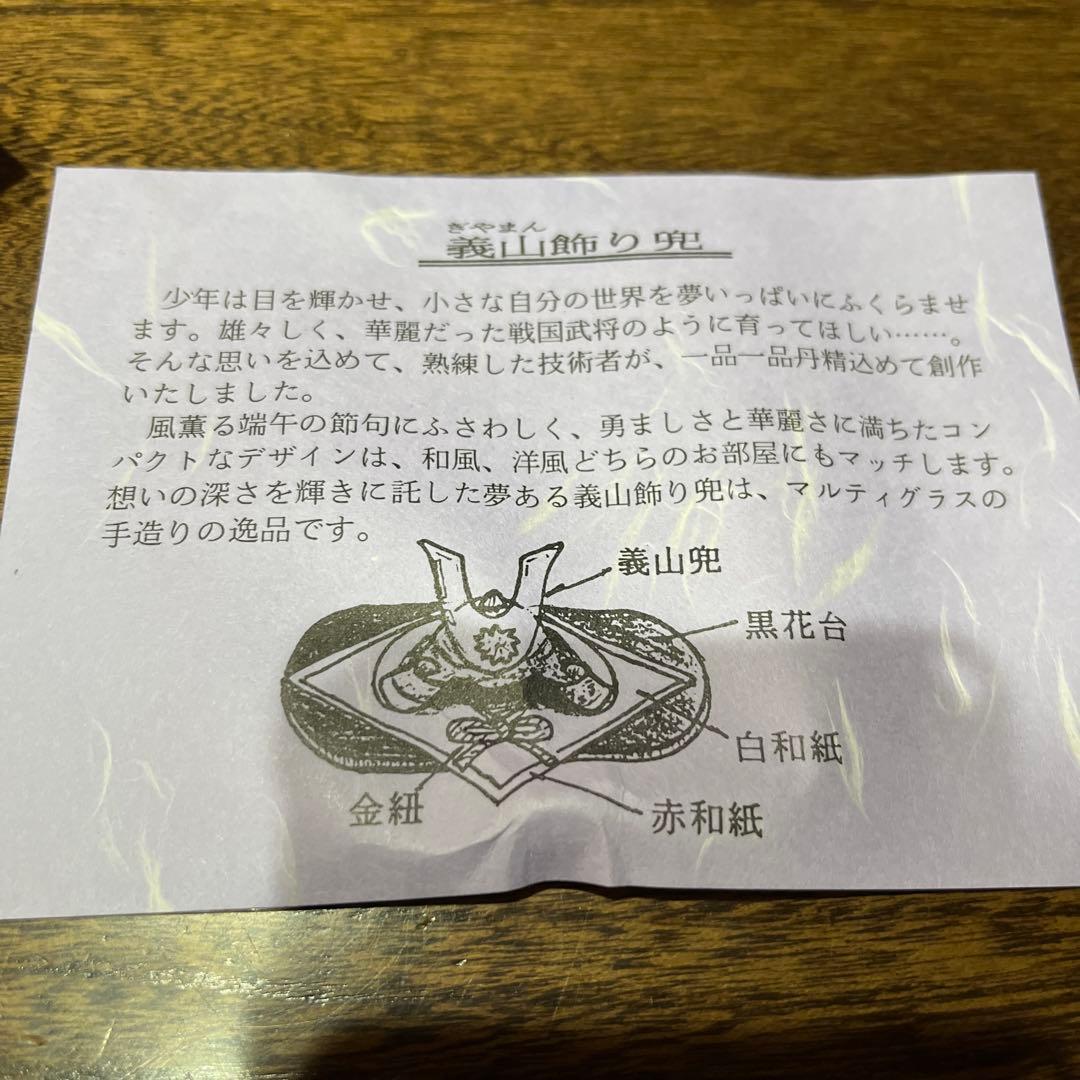 ぎやまん
義山飾り兜
少年は目を輝かせ、小さな自分の世界を夢いっぱいにふくらませ
ます。雄々しく、華麗だった戦国武将のように育ってほしい……。
そんな思いを込めて、熟練した技術者が、一品一品丹精込めて創作
いたしました。
風薫る端午の節句にふさわしく、勇ましさと華麗さに満ちたコン
パクトなデザインは、和風、洋風どちらのお部屋にもマッチします。
想いの深さを輝きに託した夢ある義山飾り兜は、マルティグラスの
手造りの逸品です。
義山兜
黒花台
白和紙
金紐
赤和紙